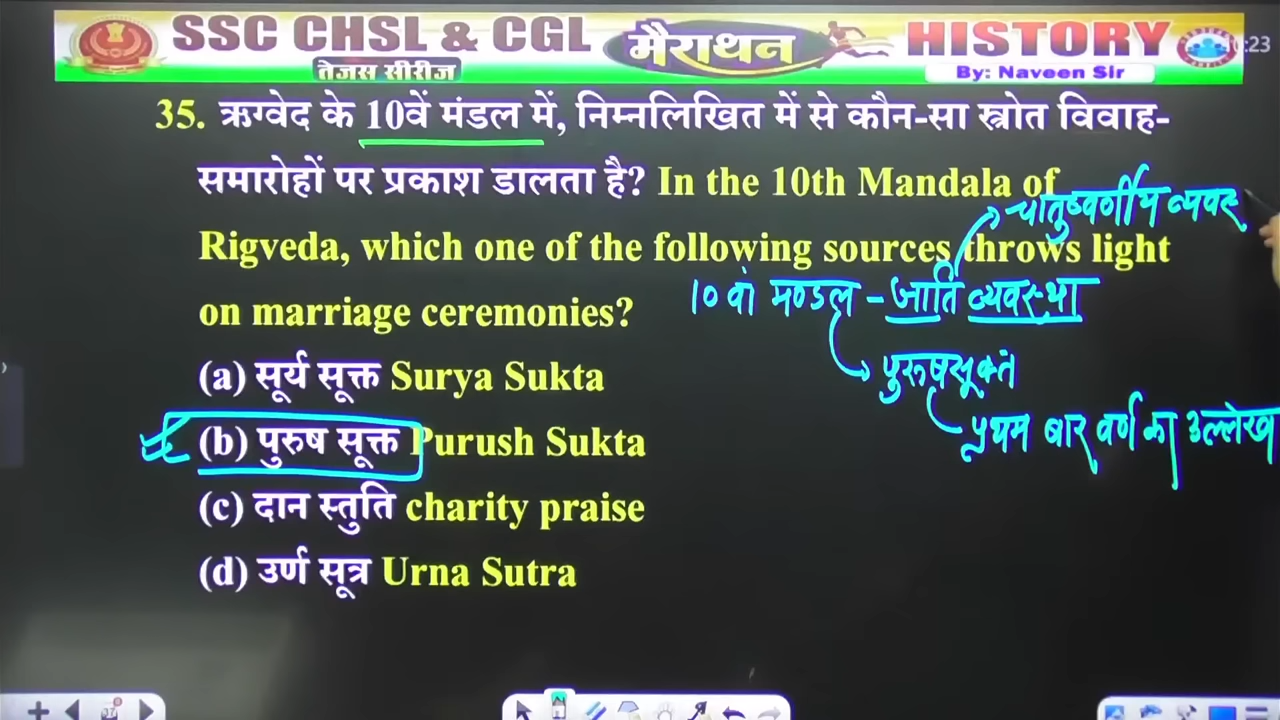 SSC CHSL & CGL मैराथन HISTORY
तेजस सीरीज By: Naveen Sir
35. ऋग्वेद के 10वें मंडल में, निम्नलिखित में से कौन-सा स्त्रोत विवाह-
समारोहों पर प्रकाश डालता है? In the 10th Mandala of
Rigveda, which one of the following sources throws light
on marriage ceremonies?
(a) सूर्य सूक्त Surya Sukta
(b) पुरुष सूक्त Purush Sukta
(c) दान स्तुति charity praise
(d) उर्ण सूत्र Urna Sutra
चातुष्वर्णीय व्यवस
10 वां मण्डल - जाति व्यवस्था
पुरूषसूक्त
प्रथम बार वर्ण का उल्लेख